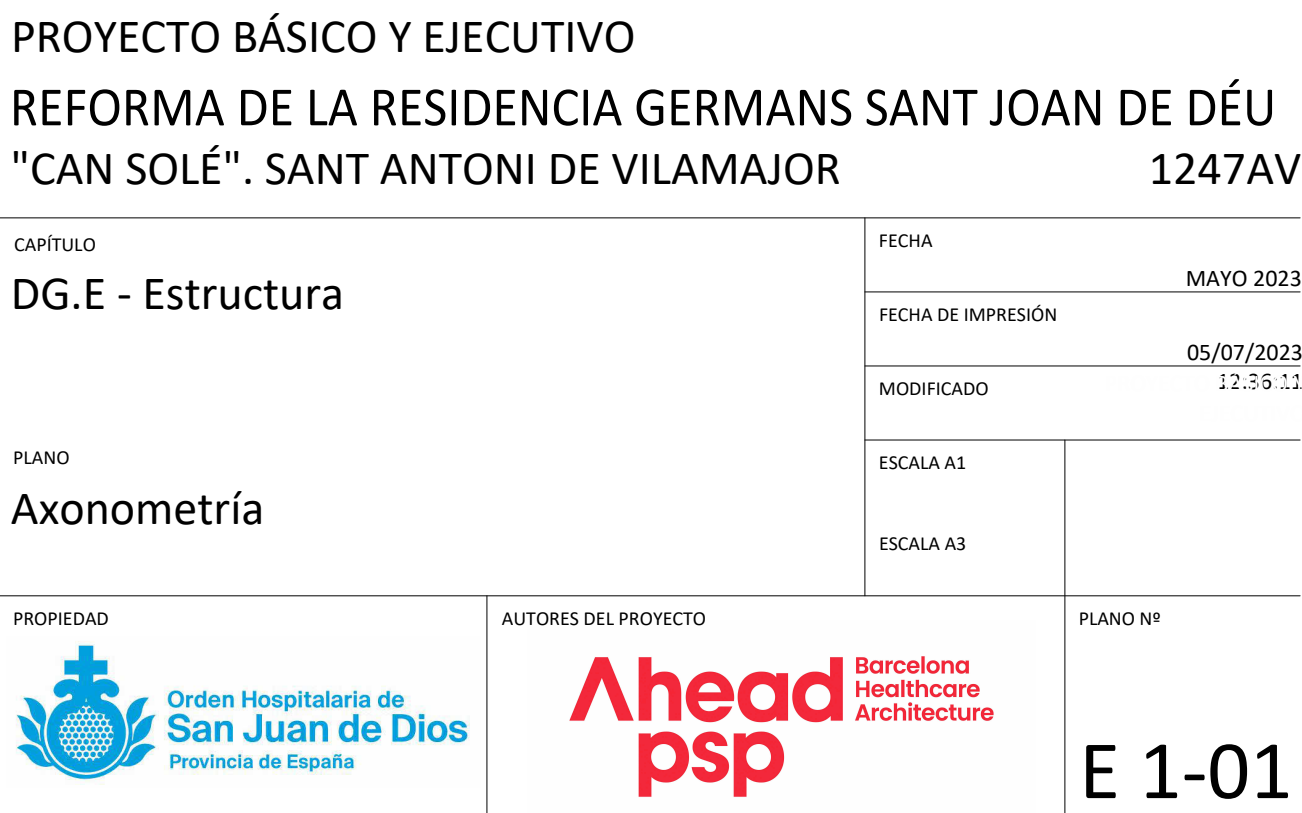 PROYECTO BÁSICO Y EJECUTIVO
REFORMA DE LA RESIDENCIA GERMANS SANT JOAN DE DÉU
"CAN SOLÉ". SANT ANTONI DE VILAMAJOR 1247AV
CAPÍTULO
DG.E - Estructura
FECHA
MAYO 2023
FECHA DE IMPRESIÓN
05/07/2023
12:36:11
MODIFICADO
PLANO
Axonometría
ESCALA A1
ESCALA A3
PROPIEDAD
Orden Hospitalaria de
San Juan de Dios
Provincia de España
AUTORES DEL PROYECTO
Ahead
psp
Barcelona
Healthcare
Architecture
PLANO Nº
E 1-01